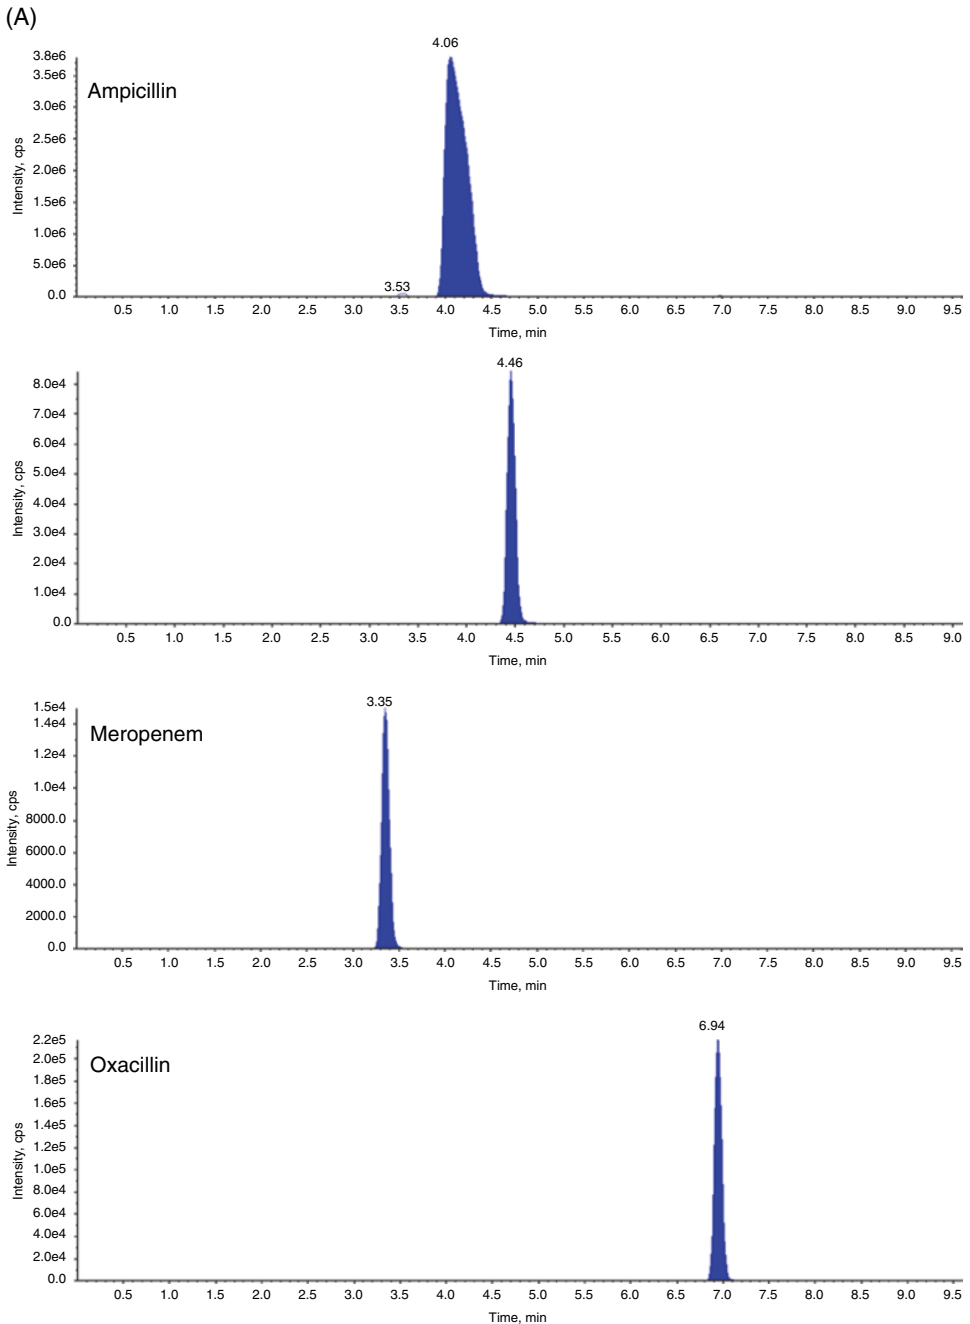 (A)
4.06
3.8e6
3.5e6
Ampicillin
3.0e6
2.5e6
2.0e6
1.5e6
1.0e6
5.0e6
0.0
Intensity, cps
3.53
0.5 1.0 1.5 2.0 2.5 3.0 3.5 4.0 4.5 5.0 5.5 6.0 6.5 7.0 7.5 8.0 8.5 9.0 9.5
Time, min
4.46
8.0e4
7.0e4
6.0e4
5.0e4
4.0e4
3.0e4
2.0e4
1.0e4
0.0
Intensity, cps
0.5 1.0 1.5 2.0 2.5 3.0 3.5 4.0 4.5 5.0 5.5 6.0 6.5 7.0 7.5 8.0 8.5 9.0
Time, min
3.35
1.5e4
1.4e4
Meropenem
1.2e4
1.0e4
8000.0
6000.0
4000.0
2000.0
0.0
Intensity, cps
0.5 1.0 1.5 2.0 2.5 3.0 3.5 4.0 4.5 5.0 5.5 6.0 6.5 7.0 7.5 8.0 8.5 9.0 9.5
Time, min
6.94
2.2e5
2.0e5
Oxacillin
1.8e5
1.6e5
1.4e5
1.2e5
1.0e5
8.0e4
6.0e4
4.0e4
2.0e4
0.0
Intensity, cps
0.5 1.0 1.5 2.0 2.5 3.0 3.5 4.0 4.5 5.0 5.5 6.0 6.5 7.0 7.5 8.0 8.5 9.0 9.5
Time, min